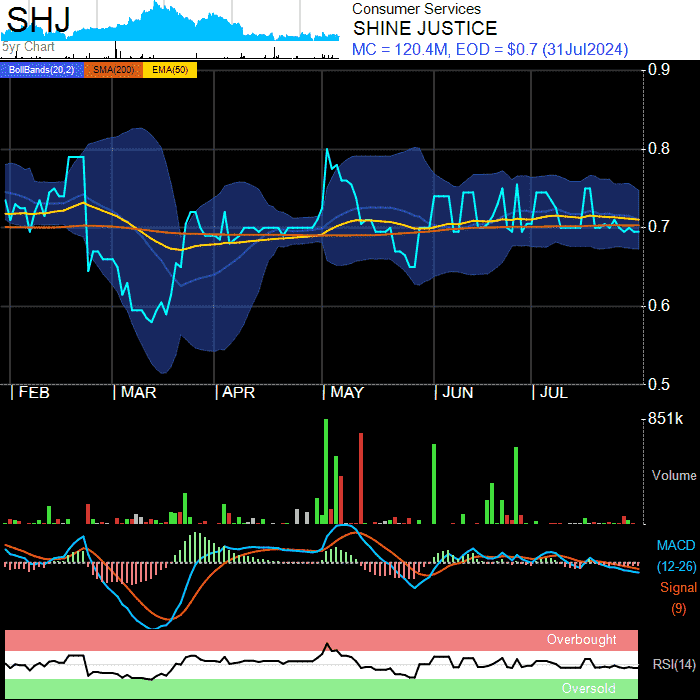 SHJ
5yr Chart
Consumer Services
SHINE JUSTICE
MC = 120.4M, EOD = $0.7 (31Jul2024)
BollBands(20,2) SMA(200) EMA(50)
0.9
0.8
0.7
0.6
0.5
FEB MAR APR MAY JUN JUL
851k
Volume
MACD
(12-26)
Signal
(9)
Overbought
RSI(14)
Oversold